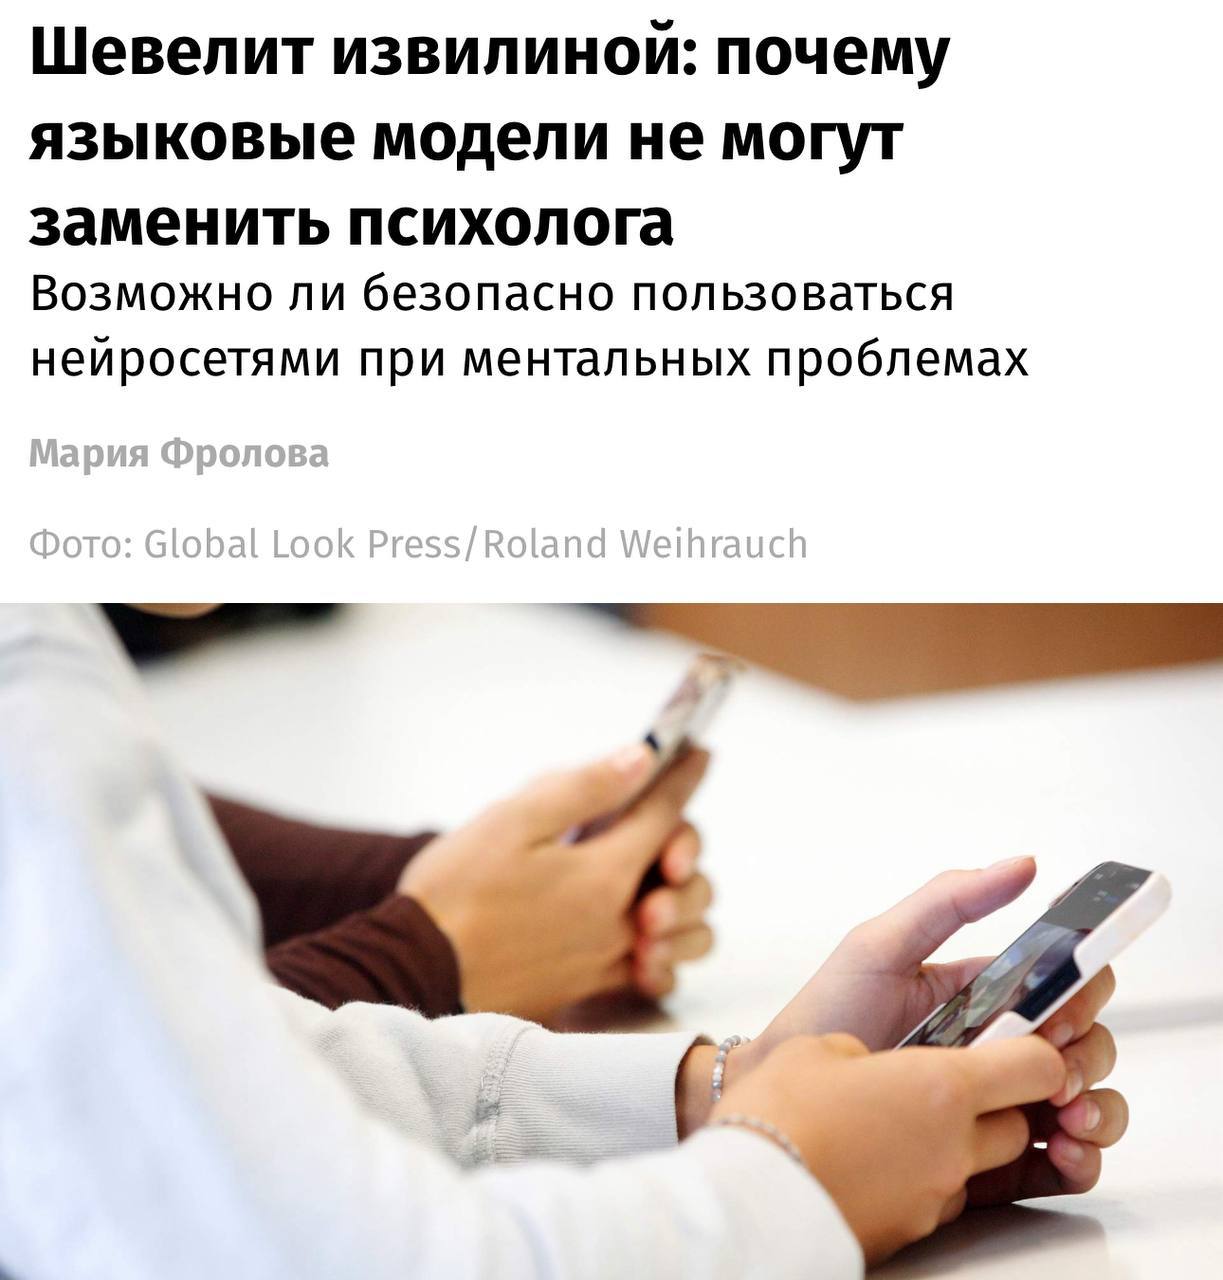 Шевелит извилиной: почему
языковые модели не могут
заменить психолога
Возможно ли безопасно пользоваться
нейросетями при ментальных проблемах
Мария Фролова
Фото: Global Look Press/Roland Weihrauch